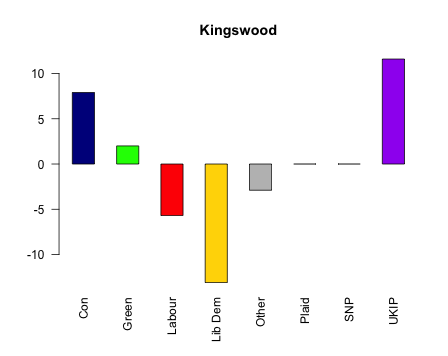 Kingswood
10
5
0
-5
-10
Con
Green
Labour
Lib Dem
Other
Plaid
SNP
UKIP